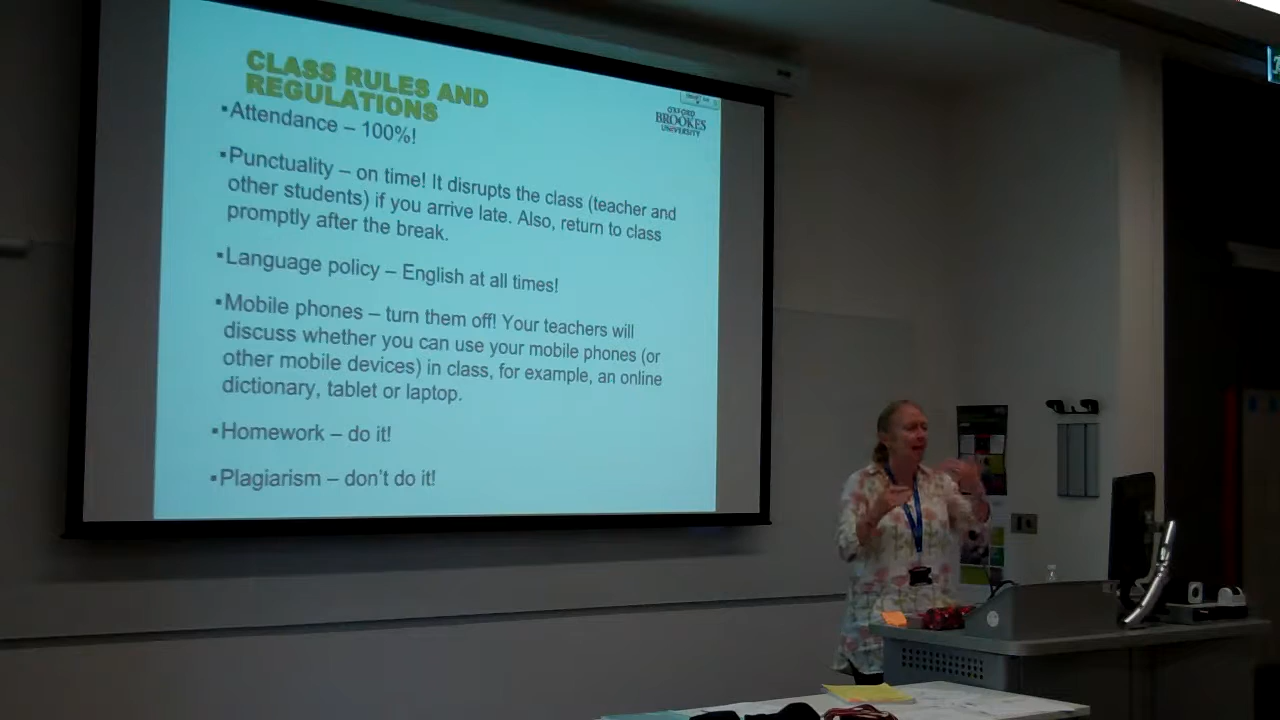 CLASS RULES AND
REGULATIONS
▪Attendance – 100%!
OXFORD
BROOKES
UNIVERSITY
▪Punctuality – on time! It disrupts the class (teacher and
other students) if you arrive late. Also, return to class
promptly after the break.
▪Language policy – English at all times!
▪Mobile phones – turn them off! Your teachers will
discuss whether you can use your mobile phones (or
other mobile devices) in class, for example, an online
dictionary, tablet or laptop.
▪Homework – do it!
▪Plagiarism – don't do it!